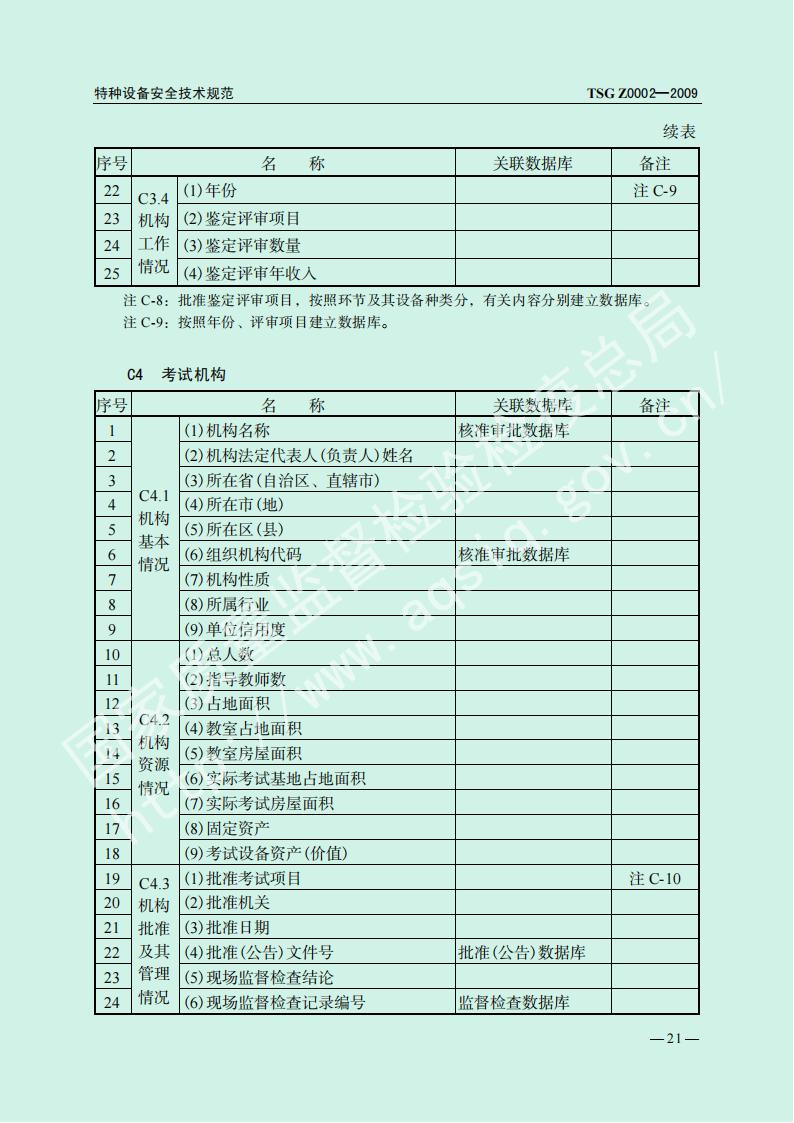 特种设备安全技术规范 TSG Z0002—2009
续表
序号 名 称 关联数据库 备注
22 C3.4 机构工作情况 (1)年份 注 C-9
23 (2)鉴定评审项目
24 (3)鉴定评审数量
25 (4)鉴定评审年收入
注 C-8：批准鉴定评审项目，按照环节及其设备种类分，有关内容分别建立数据库。
注 C-9：按照年份、评审项目建立数据库。
C4 考试机构
序号 名 称 关联数据库 备注
1 C4.1 机构基本情况 (1)机构名称 核准审批数据库
2 (2)机构法定代表人(负责人)姓名
3 (3)所在省(自治区、直辖市)
4 (4)所在市(地)
5 (5)所在区(县)
6 (6)组织机构代码 核准审批数据库
7 (7)机构性质
8 (8)所属行业
9 (9)单位信用度
10 C4.2 机构资源情况 (1)总人数
11 (2)指导教师数
12 (3)占地面积
13 (4)教室占地面积
14 (5)教室房屋面积
15 (6)实际考试基地占地面积
16 (7)实际考试房屋面积
17 (8)固定资产
18 (9)考试设备资产(价值)
19 C4.3 机构批准及其管理情况 (1)批准考试项目 注 C-10
20 (2)批准机关
21 (3)批准日期
22 (4)批准(公告)文件号 批准(公告)数据库
23 (5)现场监督检查结论
24 (6)现场监督检查记录编号 监督检查数据库
—21—
国家质量监督检验检疫总局
http://www.aqsiq.gov.cn/